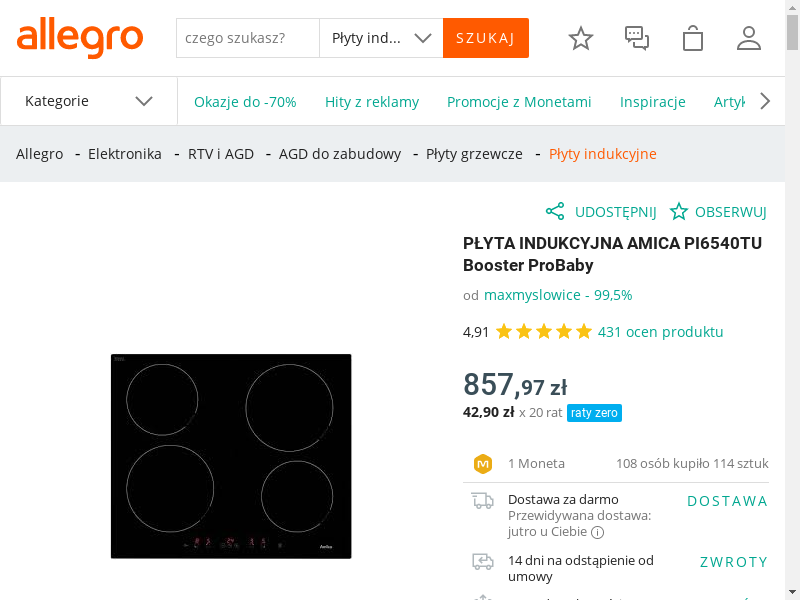 allegro
czego szukasz?
Płyty ind...
SZUKAJ
Kategorie
Okazje do -70%
Hity z reklamy
Promocje z Monetami
Inspiracje
Artyk
Allegro - Elektronika - RTV i AGD - AGD do zabudowy - Płyty grzewcze - Płyty indukcyjne
UDOSTĘPNIJ
OBSERWUJ
PŁYTA INDUKCYJNA AMICA PI6540TU
Booster ProBaby
od maxmyslowice - 99,5%
4,91
431 ocen produktu
857,97 zł
42,90 zł x 20 rat raty zero
1 Moneta
108 osób kupiło 114 sztuk
Dostawa za darmo
DOSTAWA
Przewidywana dostawa:
jutro u Ciebie
14 dni na odstąpienie od
ZWROTY
umowy
Amica